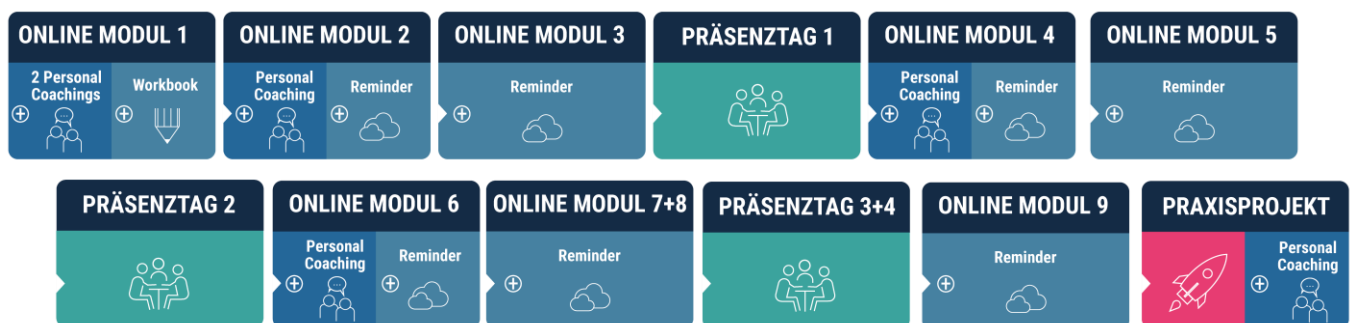 ONLINE MODUL 1
2 Personal
Coachings
Workbook
ONLINE MODUL 2
Personal
Coaching
Reminder
ONLINE MODUL 3
Reminder
PRÄSENZTAG 1
ONLINE MODUL 4
Personal
Coaching
Reminder
ONLINE MODUL 5
Reminder
PRÄSENZTAG 2
ONLINE MODUL 6
Personal
Coaching
Reminder
ONLINE MODUL 7+8
Reminder
PRÄSENZTAG 3+4
ONLINE MODUL 9
Reminder
PRAXISPROJEKT
Personal
Coaching